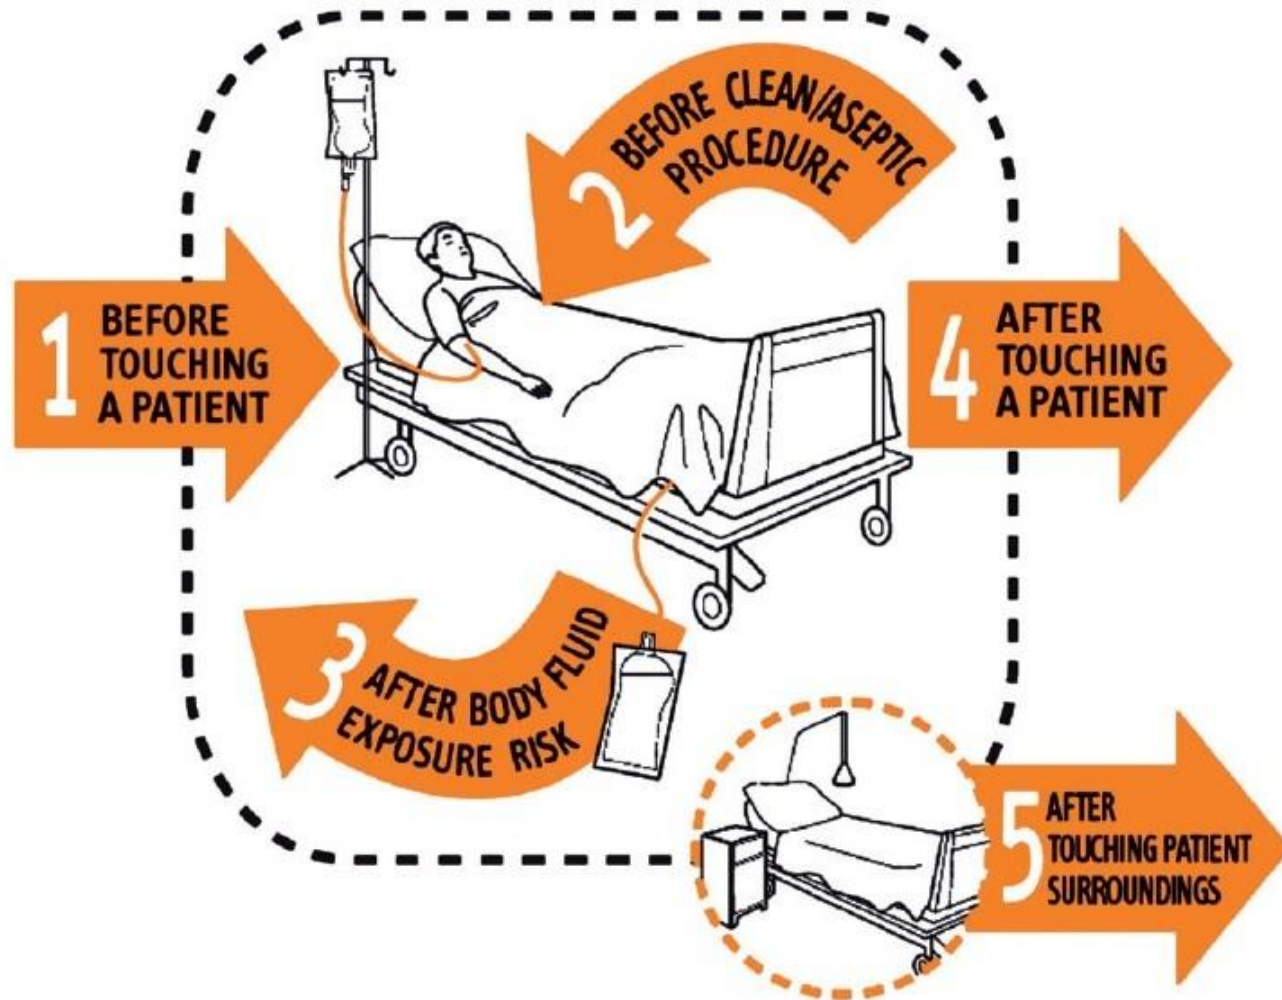 1
BEFORE
TOUCHING
A PATIENT
2
BEFORE CLEAN/ASEPTIC
PROCEDURE
3
AFTER BODY FLUID
EXPOSURE RISK
4
AFTER
TOUCHING
A PATIENT
5
AFTER
TOUCHING PATIENT
SURROUNDINGS